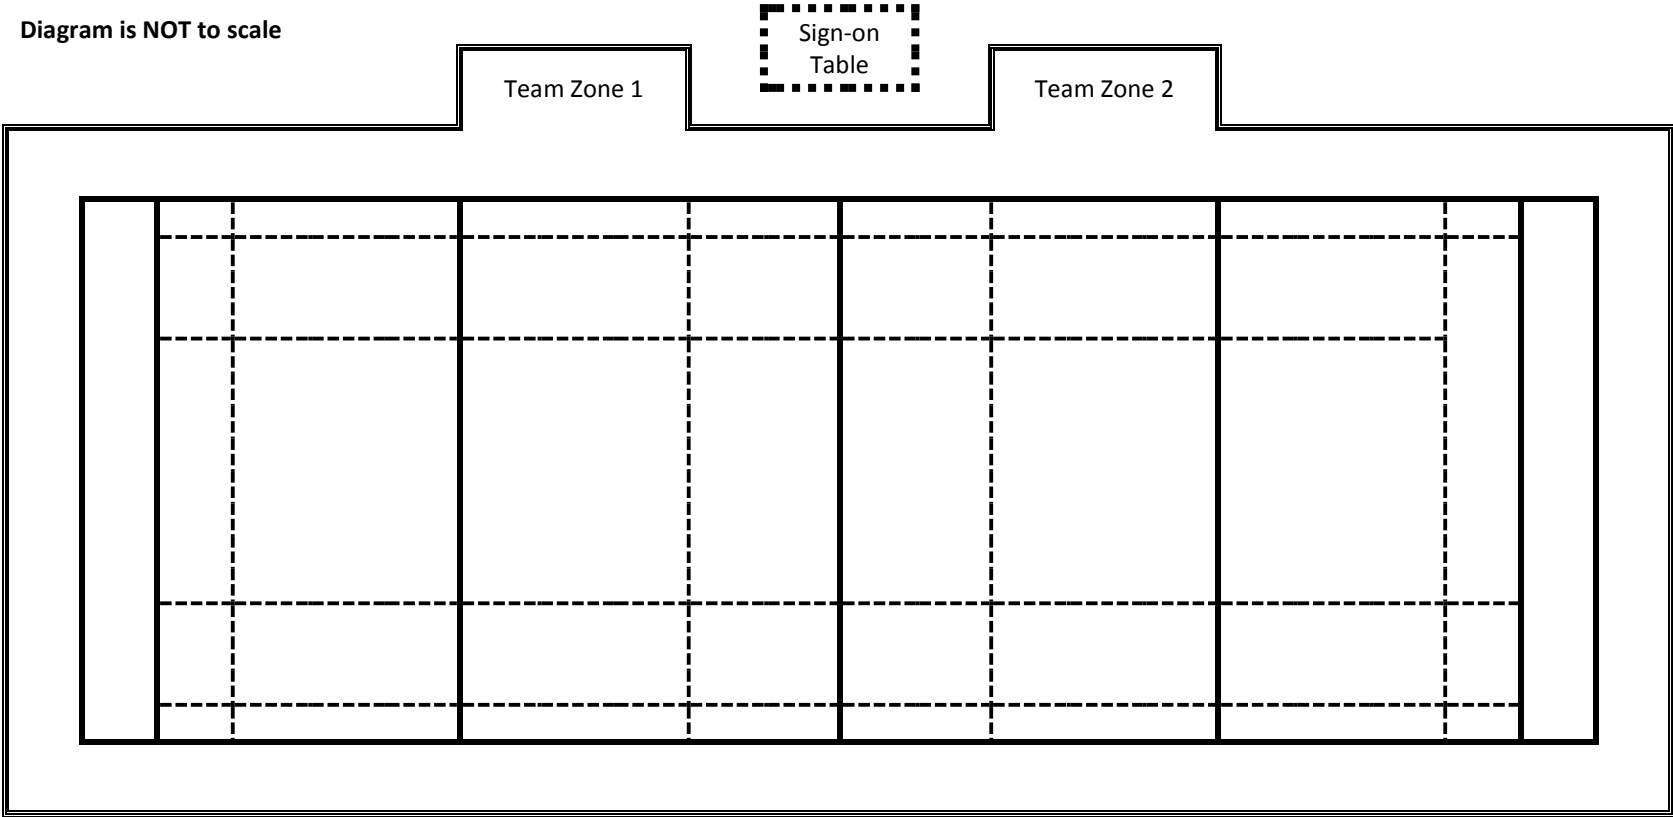 Diagram is NOT to scale
Sign-on
Table
Team Zone 1
Team Zone 2